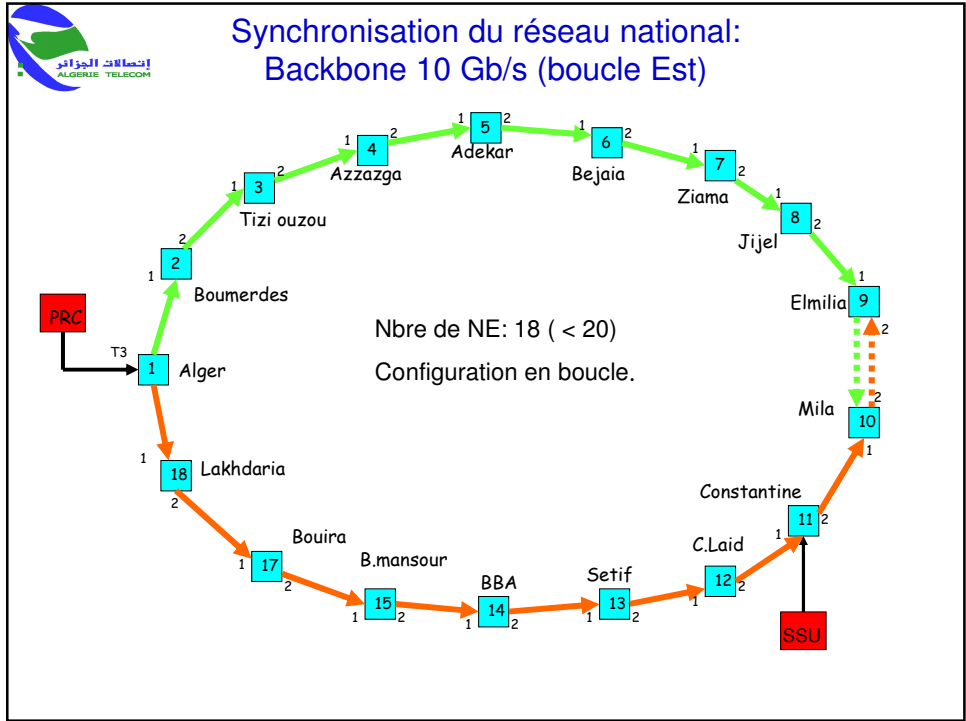 إتصالات الجزائر
ALGERIE TELECOM
Synchronisation du réseau national:
Backbone 10 Gb/s (boucle Est)
1 5 2
Adekar
1 4 2
Azzazga
1 6 2
Bejaia
1 3 2
Tizi ouzou
1 7 2
Ziama
1 8 2
Jijel
1 2 2
Boumerdes
1
Elmilia 9
2
PRC
T3
1 Alger
Nbre de NE: 18 ( < 20)
Configuration en boucle.
2
Mila 10
1
1 18 Lakhdaria
2
Constantine
1 11 2
Bouira
1 17 2
B.mansour
1 15 2
BBA
1 14 2
Setif
1 13 2
C.Laid
1 12 2
SSU